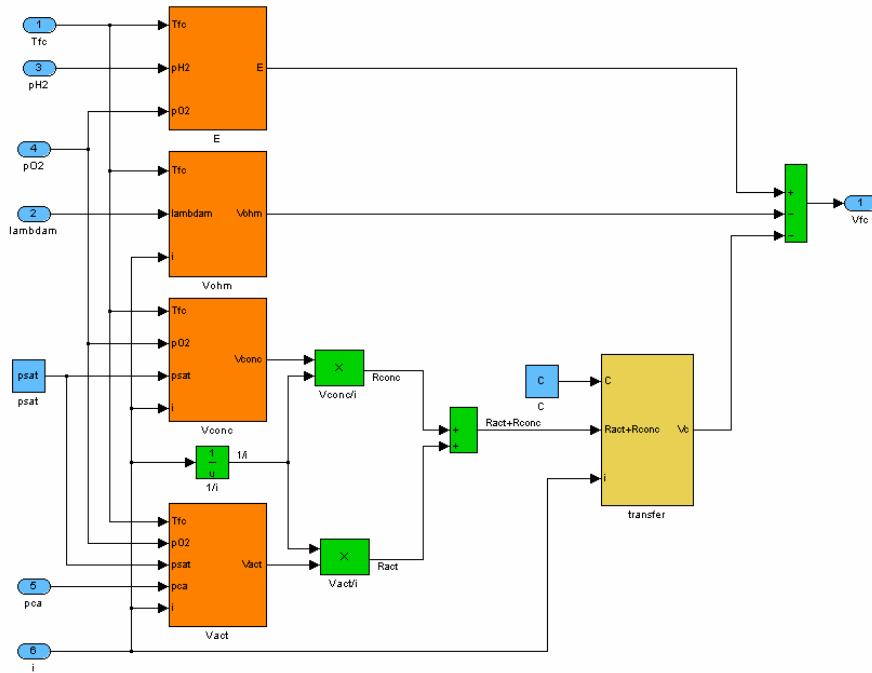 1
Tfc
3
pH2
4
pO2
2
lambdam
psat
psat
5
pca
6
i
Tfc
pH2
pO2
E
E
Tfc
lambdam
i
Vohm
Vohm
Tfc
pO2
psat
i
Vconc
Vconc
×
Vconc/i
Rconc
1
u
1/i
1/i
Tfc
pO2
psat
pca
i
Vact
Vact
×
Vact/i
Ract
+
+
Ract+Rconc
C
C
C
Ract+Rconc
i
Vc
transfer
+
−
−
1
Vfc